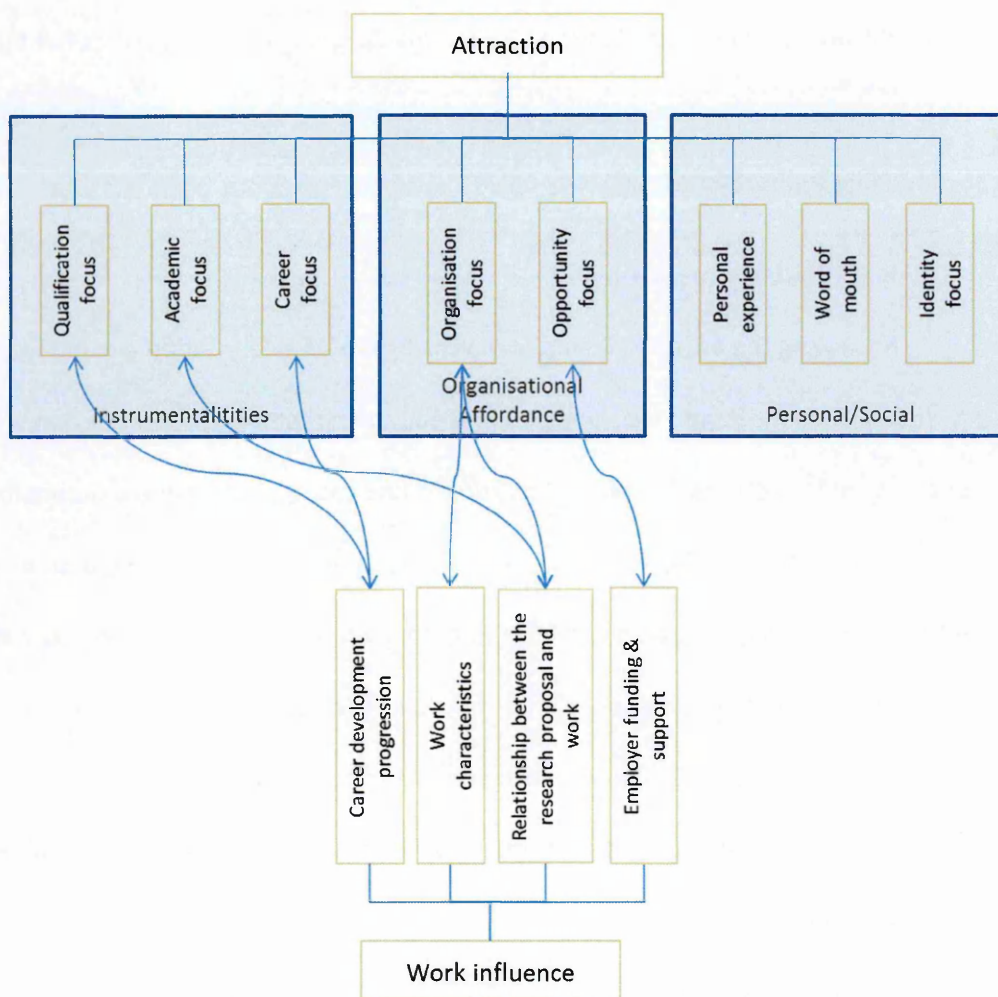 Attraction
Qualification
focus
Academic
focus
Career
focus
Organisation
focus
Opportunity
focus
Personal
experience
Word of
mouth
Identity
focus
Instrumentalitities
Organisational
Affordance
Personal/Social
Career development
progression
Work
characteristics
Relationship between the
research proposal and
work
Employer funding &
support
Work influence